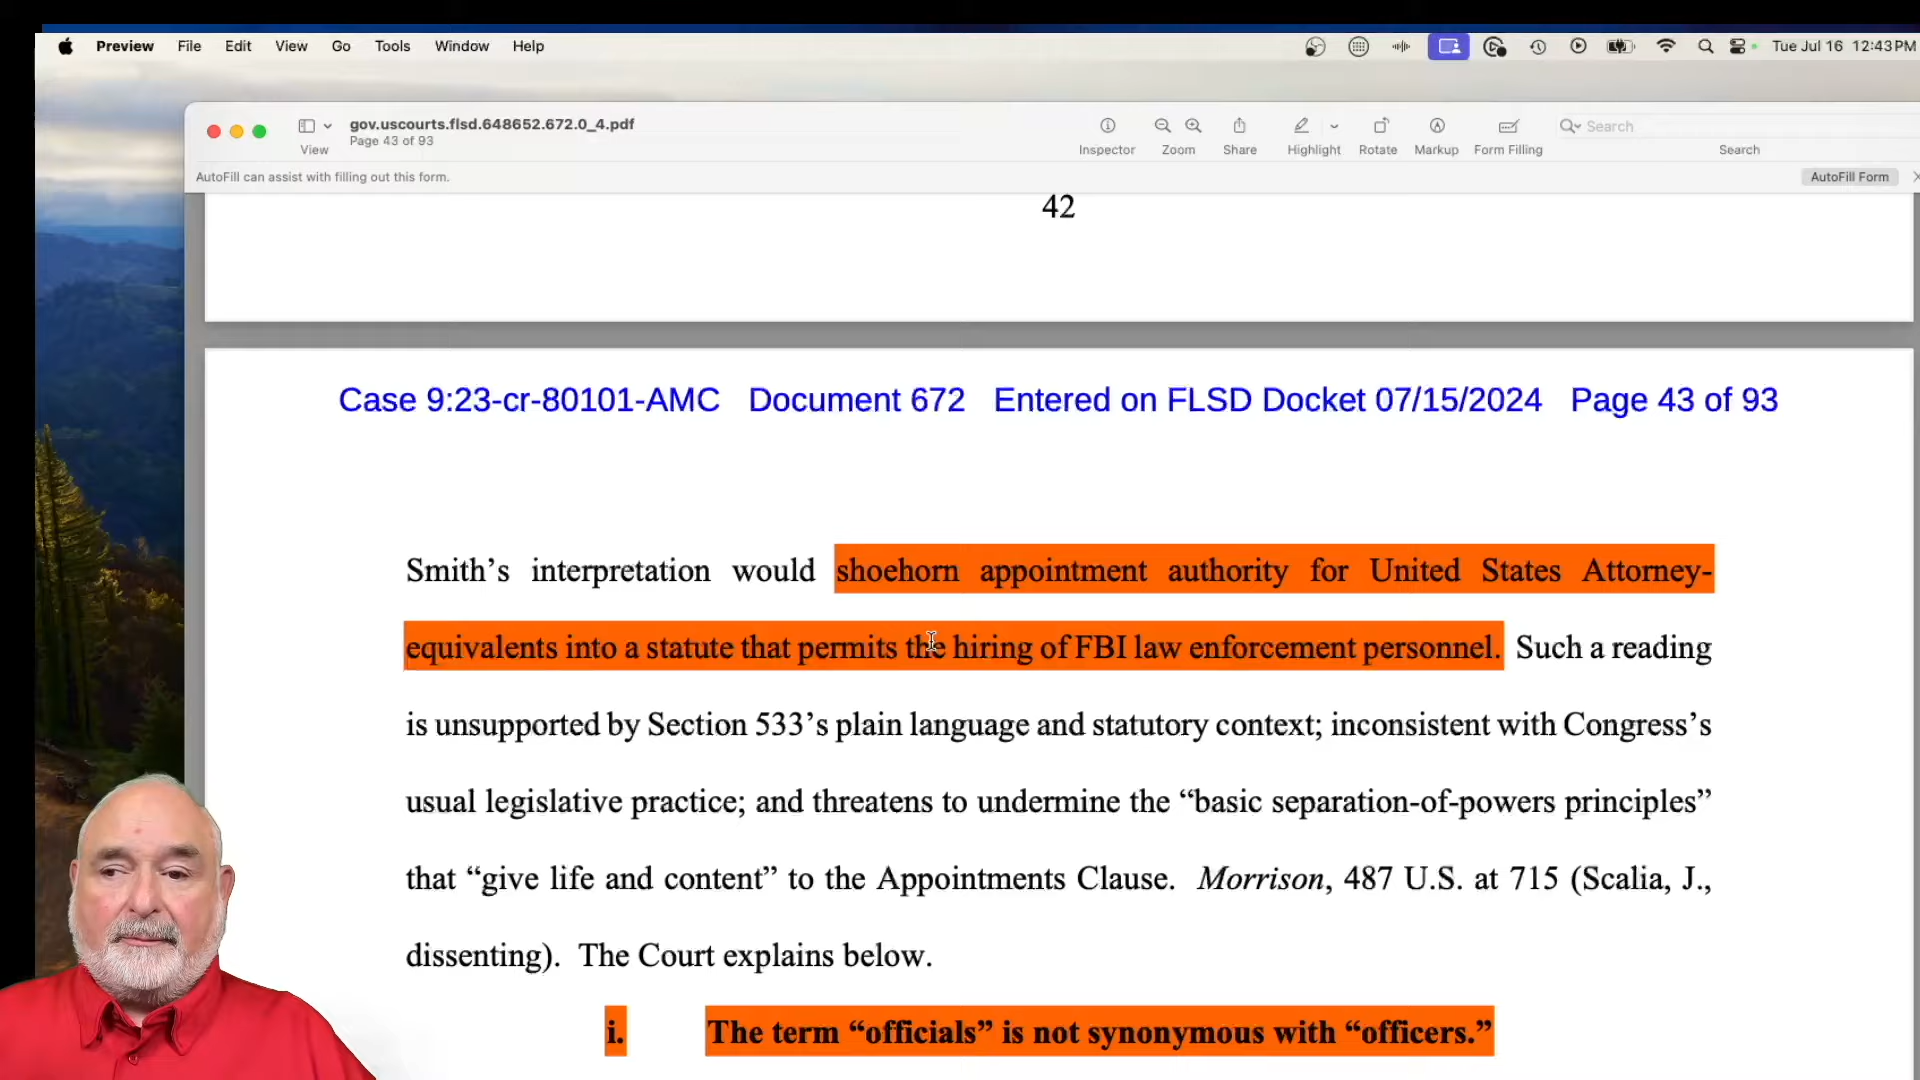 Preview File Edit View Go Tools Window Help Tue Jul 16 12:43 PM
gov.uscourts.flsd.648652.672.0_4.pdf
Page 43 of 93
Search
View Inspector Zoom Share Highlight Rotate Markup Form Filling Search
AutoFill can assist with filling out this form. AutoFill Form
42
Case 9:23-cr-80101-AMC Document 672 Entered on FLSD Docket 07/15/2024 Page 43 of 93
Smith’s interpretation would shoehorn appointment authority for United States Attorney-
equivalents into a statute that permits the hiring of FBI law enforcement personnel. Such a reading
is unsupported by Section 533’s plain language and statutory context; inconsistent with Congress’s
usual legislative practice; and threatens to undermine the “basic separation-of-powers principles”
that “give life and content” to the Appointments Clause. Morrison, 487 U.S. at 715 (Scalia, J.,
dissenting). The Court explains below.
i. The term “officials” is not synonymous with “officers.”